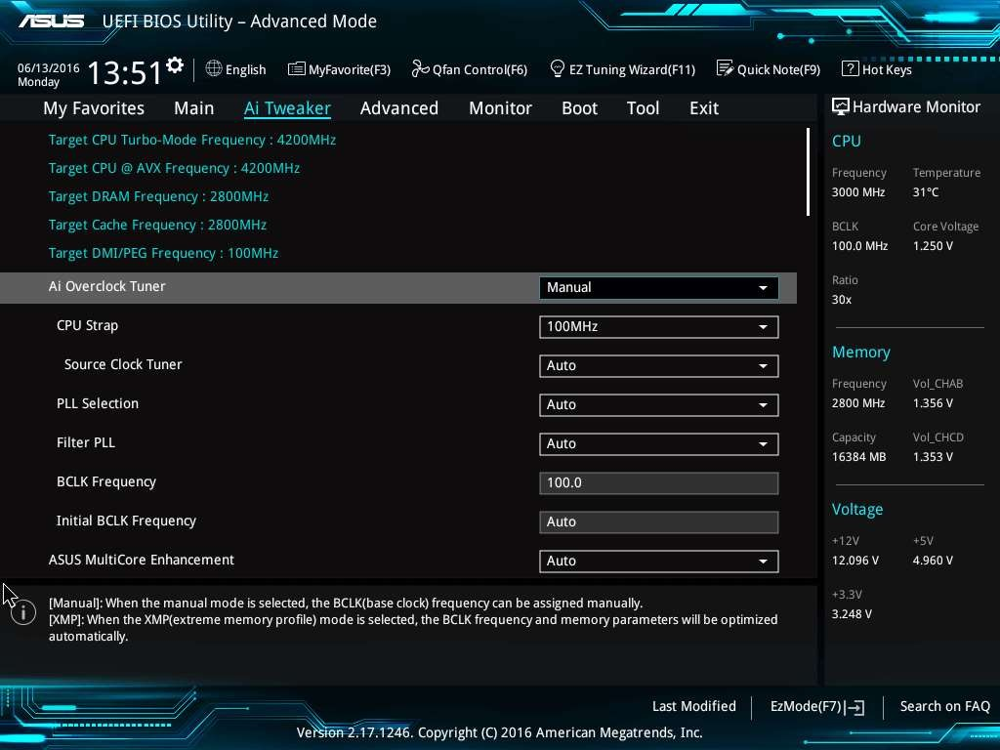 ASUS UEFI BIOS Utility – Advanced Mode
06/13/2016
Monday
13:51
English
MyFavorite(F3)
Qfan Control(F6)
EZ Tuning Wizard(F11)
Quick Note(F9)
Hot Keys
My Favorites
Main
Ai Tweaker
Advanced
Monitor
Boot
Tool
Exit
Target CPU Turbo-Mode Frequency : 4200MHz
Target CPU @ AVX Frequency : 4200MHz
Target DRAM Frequency : 2800MHz
Target Cache Frequency : 2800MHz
Target DMI/PEG Frequency : 100MHz
Ai Overclock Tuner Manual
CPU Strap 100MHz
Source Clock Tuner Auto
PLL Selection Auto
Filter PLL Auto
BCLK Frequency 100.0
Initial BCLK Frequency Auto
ASUS MultiCore Enhancement Auto
[Manual]: When the manual mode is selected, the BCLK(base clock) frequency can be assigned manually.
[XMP]: When the XMP(extreme memory profile) mode is selected, the BCLK frequency and memory parameters will be optimized
automatically.
Hardware Monitor
CPU
Frequency Temperature
3000 MHz 31°C
BCLK Core Voltage
100.0 MHz 1.250 V
Ratio
30x
Memory
Frequency Vol_CHAB
2800 MHz 1.356 V
Capacity Vol_CHCD
16384 MB 1.353 V
Voltage
+12V +5V
12.096 V 4.960 V
+3.3V
3.248 V
Last Modified
EzMode(F7)
Search on FAQ
Version 2.17.1246. Copyright (C) 2016 American Megatrends, Inc.